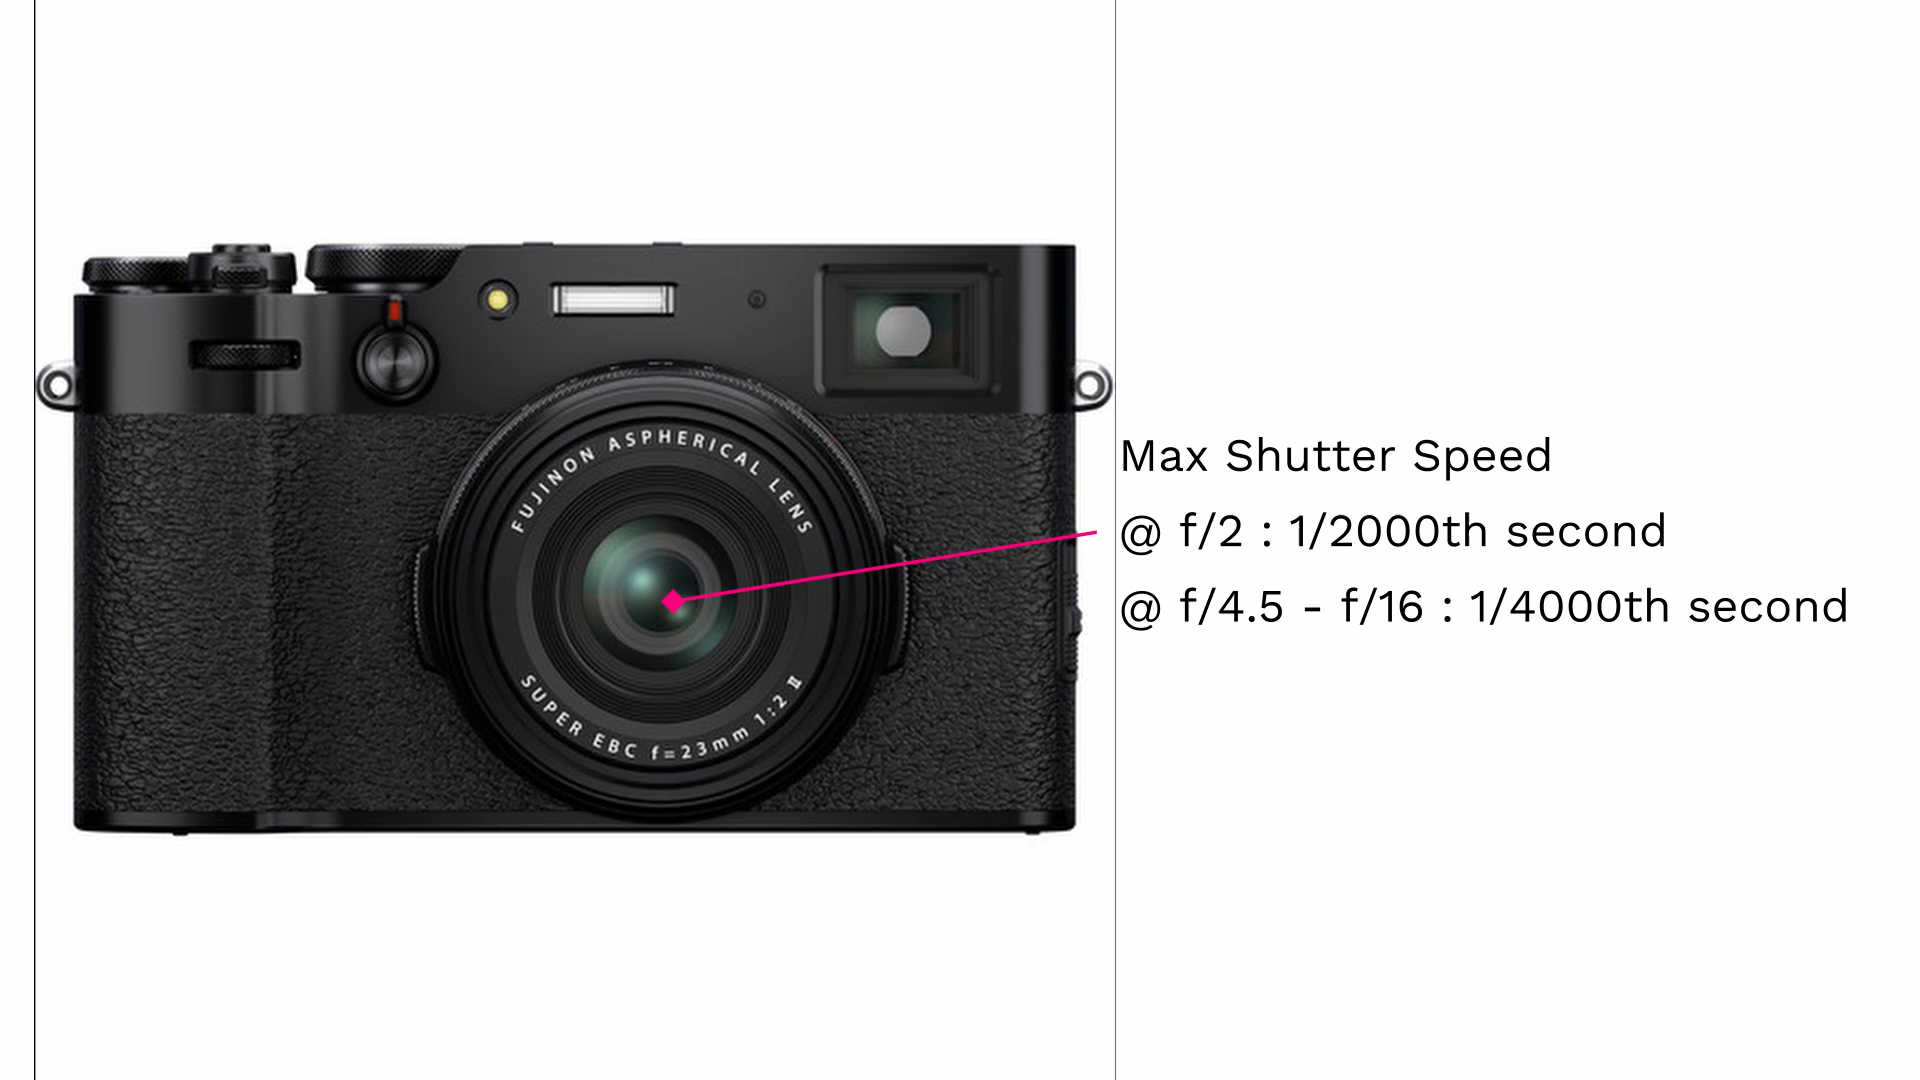 FUJINON ASPHERICAL LENS
SUPER EBC f=23mm 1:2 II
Max Shutter Speed
@ f/2 : 1/2000th second
@ f/4.5 - f/16 : 1/4000th second